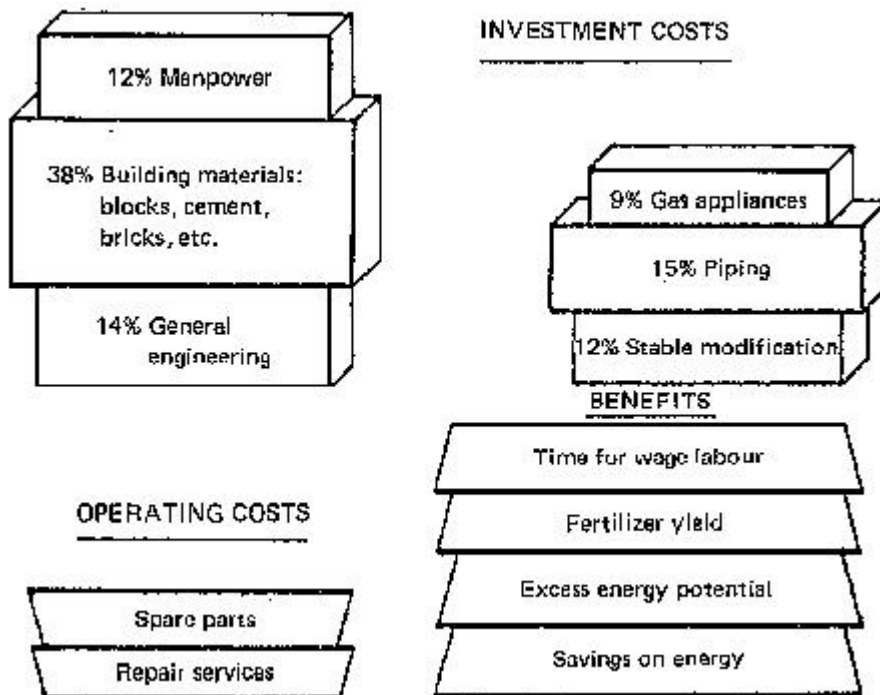 INVESTMENT COSTS
12% Manpower
38% Building materials:
blocks, cement,
bricks, etc.
14% General
engineering
9% Gas appliances
15% Piping
12% Stable modification
BENEFITS
Time for wage labour
Fertilizer yield
Excess energy potential
Savings on energy
OPERATING COSTS
Spare parts
Repair services